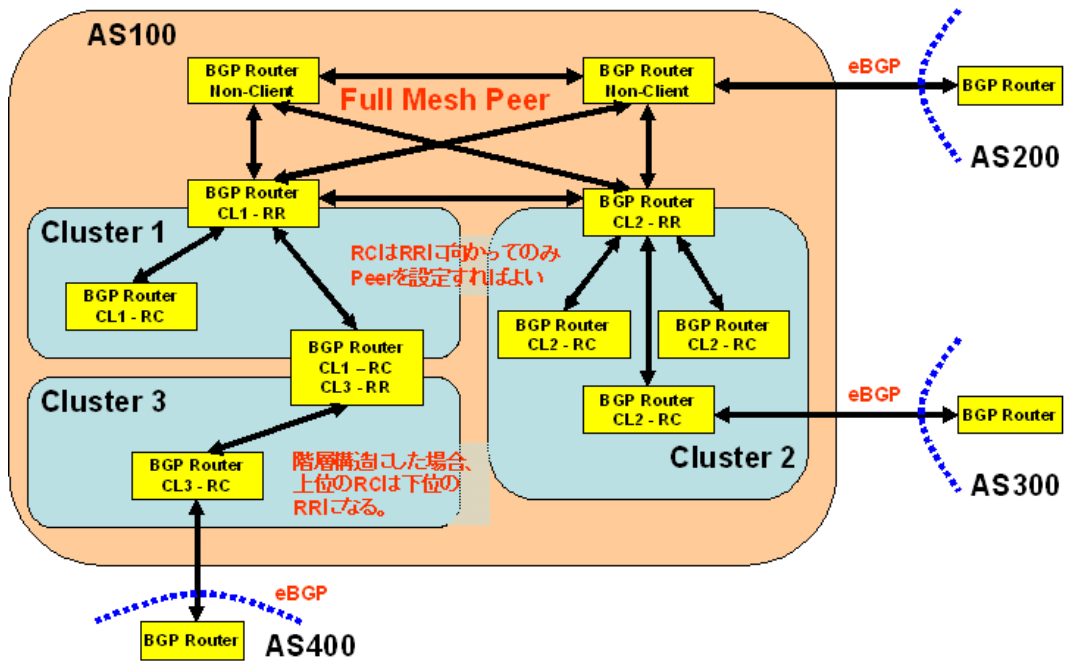 AS100
BGP Router
Non-Client
BGP Router
Non-Client
eBGP
BGP Router
AS200
Full Mesh Peer
BGP Router
CL1 - RR
BGP Router
CL2 - RR
Cluster 1
RCはRRに向かってのみ
Peerを設定すればよい
BGP Router
CL1 - RC
BGP Router
CL2 - RC
BGP Router
CL2 - RC
BGP Router
CL1 – RC
CL3 - RR
Cluster 3
BGP Router
CL2 - RC
eBGP
BGP Router
Cluster 2
AS300
BGP Router
CL3 - RC
階層構造にした場合、
上位のRCは下位の
RRになる。
eBGP
BGP Router
AS400